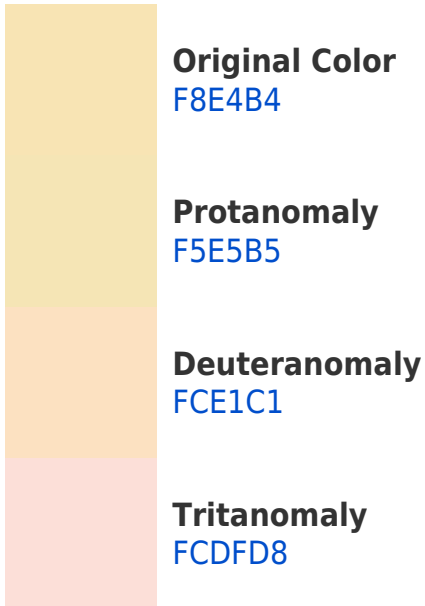 Original Color
F8E4B4
Protanomaly
F5E5B5
Deuteranomaly
FCE1C1
Tritanomaly
FCDFD8